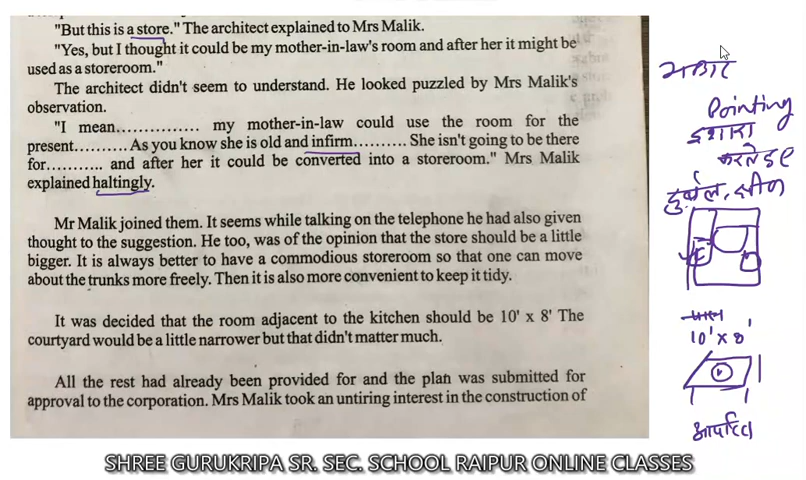 "But this is a store." The architect explained to Mrs Malik.
"Yes, but I thought it could be my mother-in-law's room and after her it might be
used as a storeroom."
The architect didn't seem to understand. He looked puzzled by Mrs Malik's
observation.
"I mean.............. my mother-in-law could use the room for the
present......... As you know she is old and infirm.......... She isn't going to be there
for.......... and after her it could be converted into a storeroom." Mrs Malik
explained haltingly.
Mr Malik joined them. It seems while talking on the telephone he had also given
thought to the suggestion. He too, was of the opinion that the store should be a little
bigger. It is always better to have a commodious storeroom so that one can move
about the trunks more freely. Then it is also more convenient to keep it tidy.
It was decided that the room adjacent to the kitchen should be 10' x 8' The
courtyard would be a little narrower but that didn't matter much.
All the rest had already been provided for and the plan was submitted for
approval to the corporation. Mrs Malik took an untiring interest in the construction of
Pointing
इशारा
दुर्बल, क्षीण
10' x 8'
SHREE GURUKRIPA SR. SEC. SCHOOL RAIPUR ONLINE CLASSES